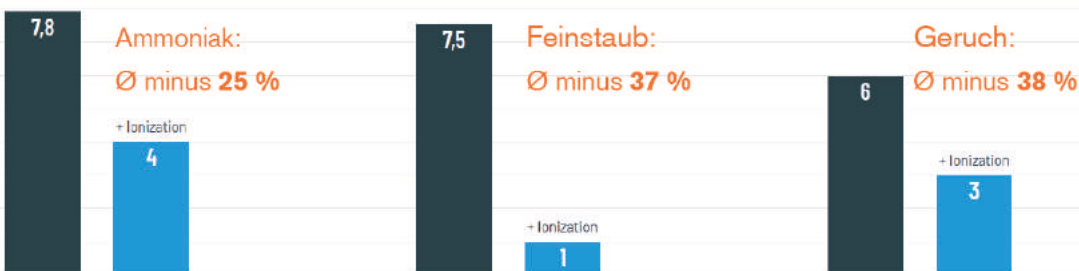 7,8
Ammoniak:
Ø minus 25 %
+ Ionization
4
7,5
Feinstaub:
Ø minus 37 %
+ Ionization
1
6
Geruch:
Ø minus 38 %
+ Ionization
3